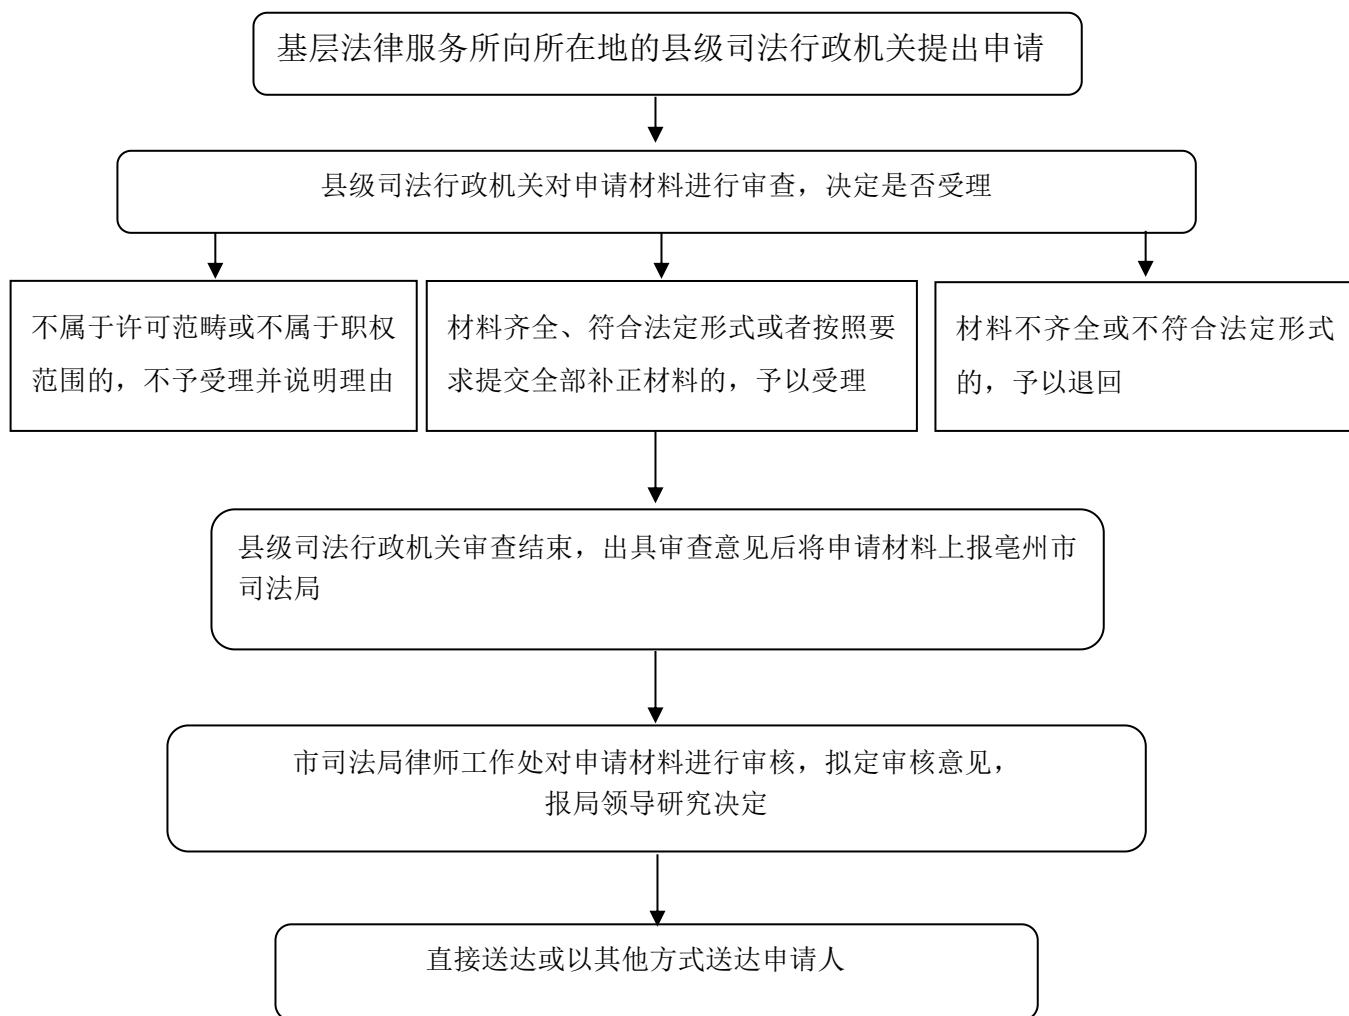 基层法律服务所向所在地的县级司法行政机关提出申请
县级司法行政机关对申请材料进行审查，决定是否受理
不属于许可范畴或不属于职权
范围的，不予受理并说明理由
材料齐全、符合法定形式或者按照要
求提交全部补正材料的，予以受理
材料不齐全或不符合法定形式
的，予以退回
县级司法行政机关审查结束，出具审查意见后将申请材料上报亳州市
司法局
市司法局律师工作处对申请材料进行审核，拟定审核意见，
报局领导研究决定
直接送达或以其他方式送达申请人